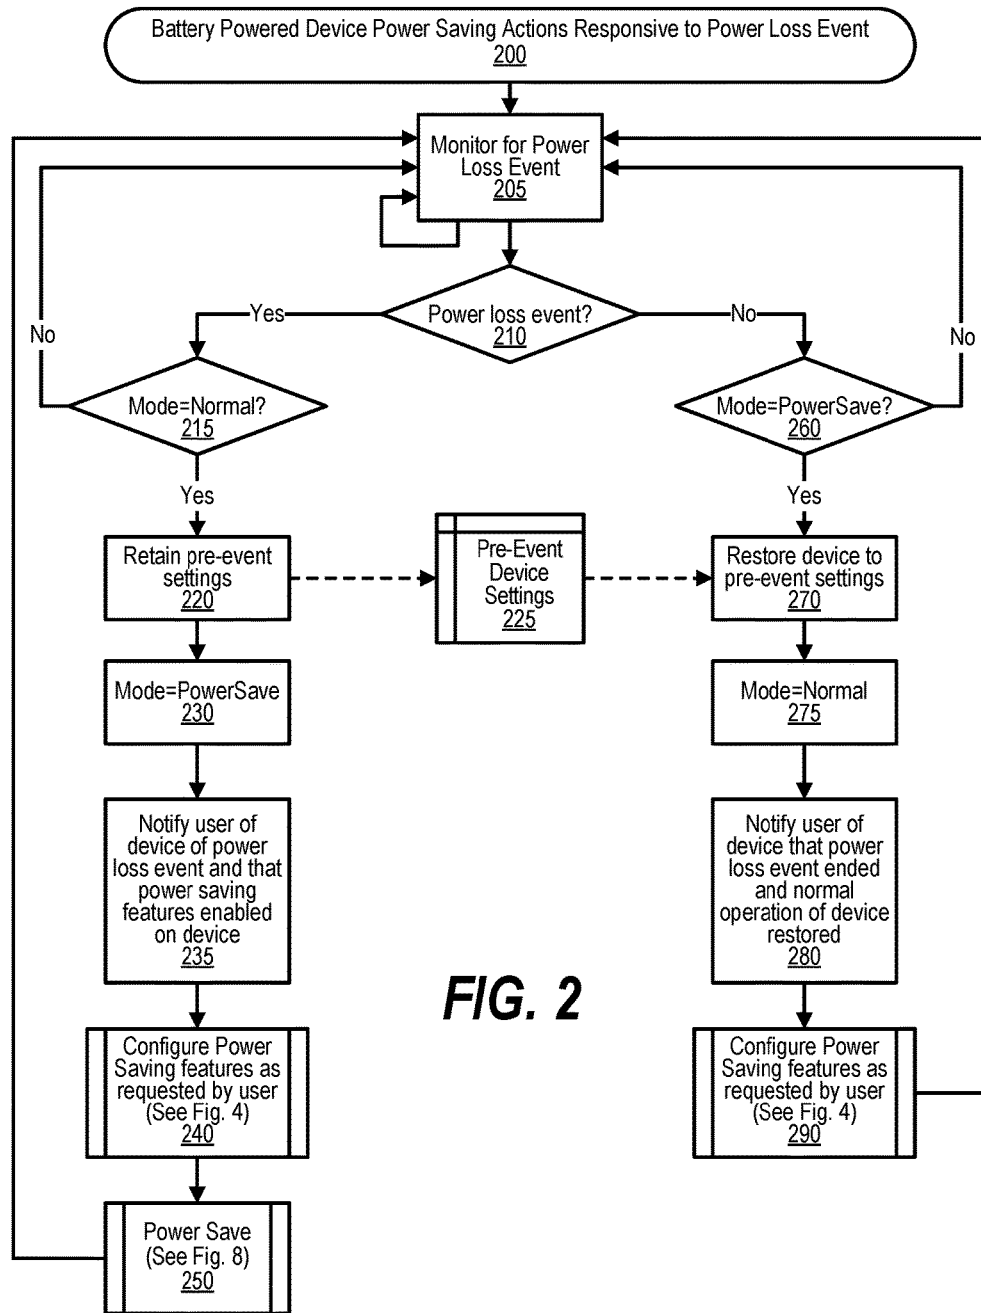 Battery Powered Device Power Saving Actions Responsive to Power Loss Event
200
Monitor for Power
Loss Event
205
Power loss event?
210
Yes
No
No
No
Mode=Normal?
215
Mode=PowerSave?
260
Yes
Yes
Retain pre-event
settings
220
Pre-Event
Device
Settings
225
Restore device to
pre-event settings
270
Mode=PowerSave
230
Mode=Normal
275
Notify user of
device of power
loss event and that
power saving
features enabled
on device
235
Notify user of
device that power
loss event ended
and normal
operation of device
restored
280
FIG. 2
Configure Power
Saving features as
requested by user
(See Fig. 4)
240
Configure Power
Saving features as
requested by user
(See Fig. 4)
290
Power Save
(See Fig. 8)
250